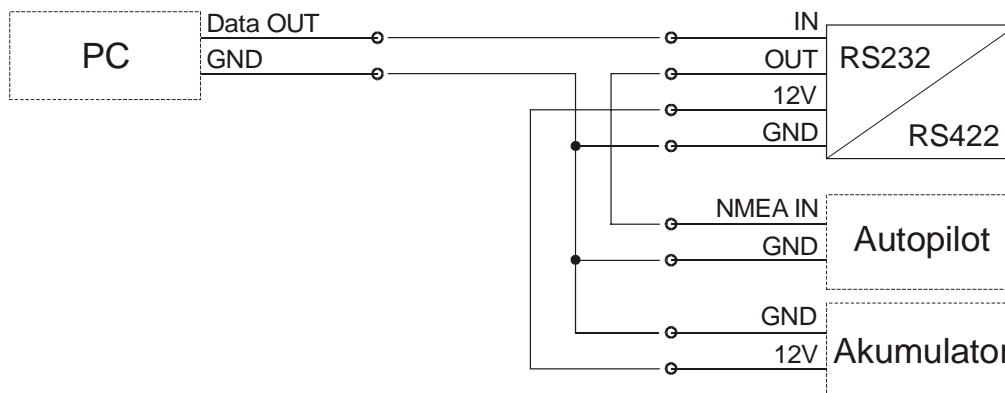 PC
Data OUT
GND
IN
OUT
12V
GND
RS232
RS422
NMEA IN
GND
Autopilot
GND
12V
Akumulator